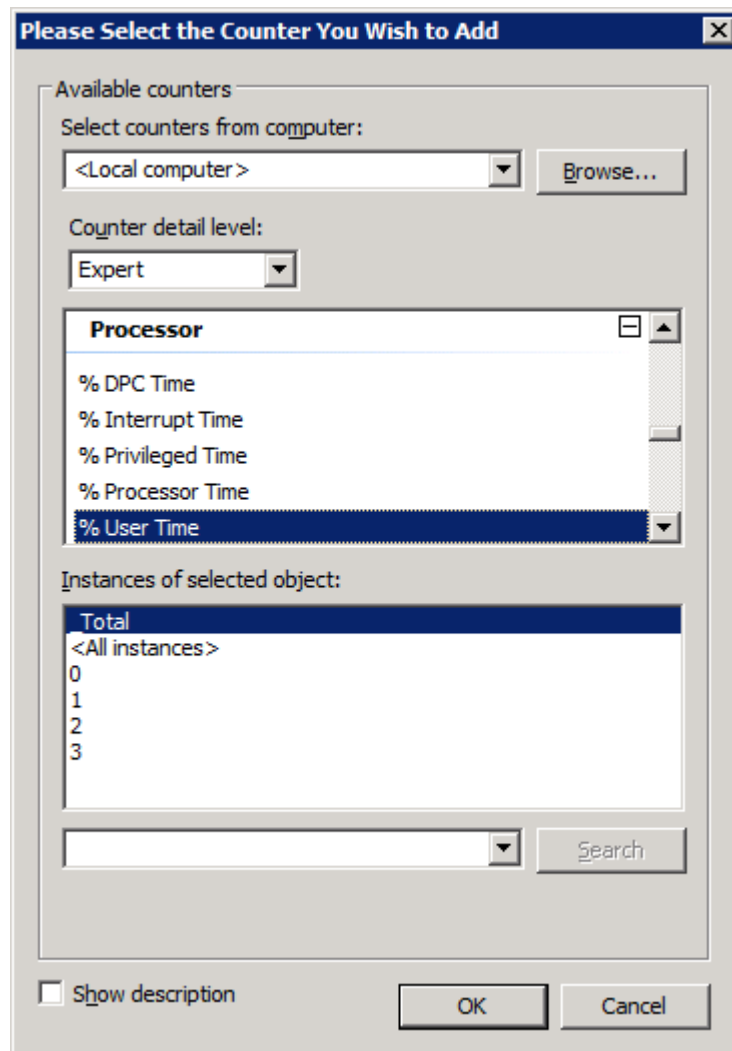 Please Select the Counter You Wish to Add
Available counters
Select counters from computer:
<Local computer>
Browse...
Counter detail level:
Expert
Processor
% DPC Time
% Interrupt Time
% Privileged Time
% Processor Time
% User Time
Instances of selected object:
_Total
<All instances>
0
1
2
3
Search
Show description
OK
Cancel